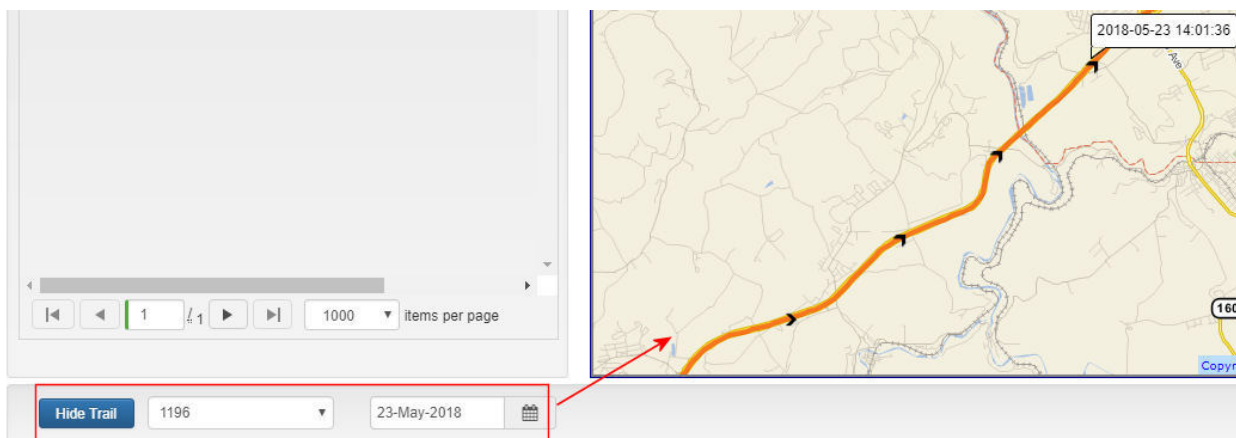 2018-05-23 14:01:36
Ave
1 / 1 1000 items per page
160
Copyr
Hide Trail 1196 23-May-2018